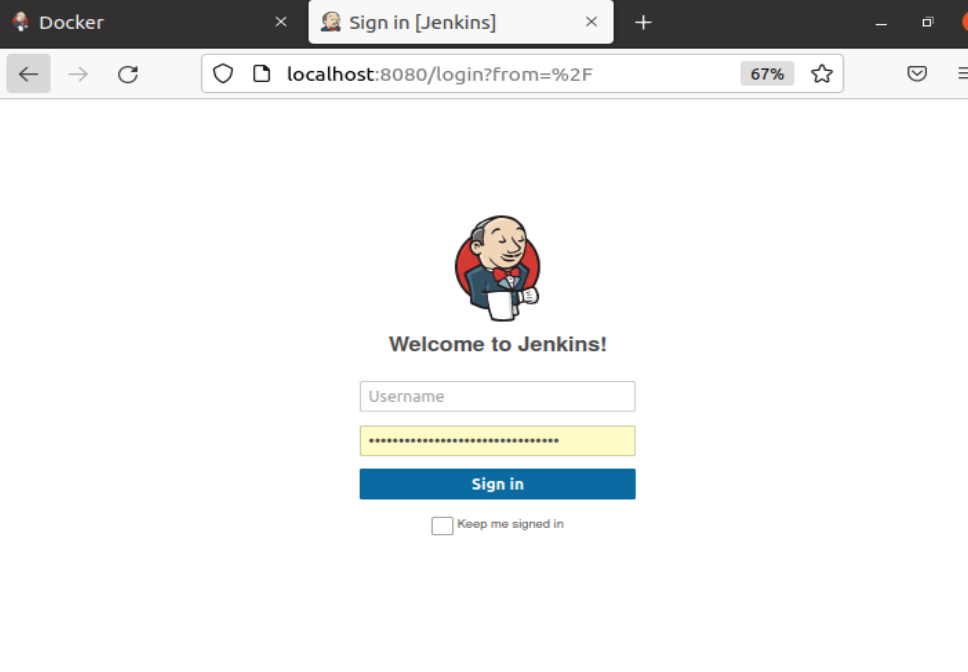 Docker
Sign in [Jenkins]
localhost:8080/login?from=%2F
67%
Welcome to Jenkins!
Username
••••••••••••••••••••••••••••••••
Sign in
Keep me signed in